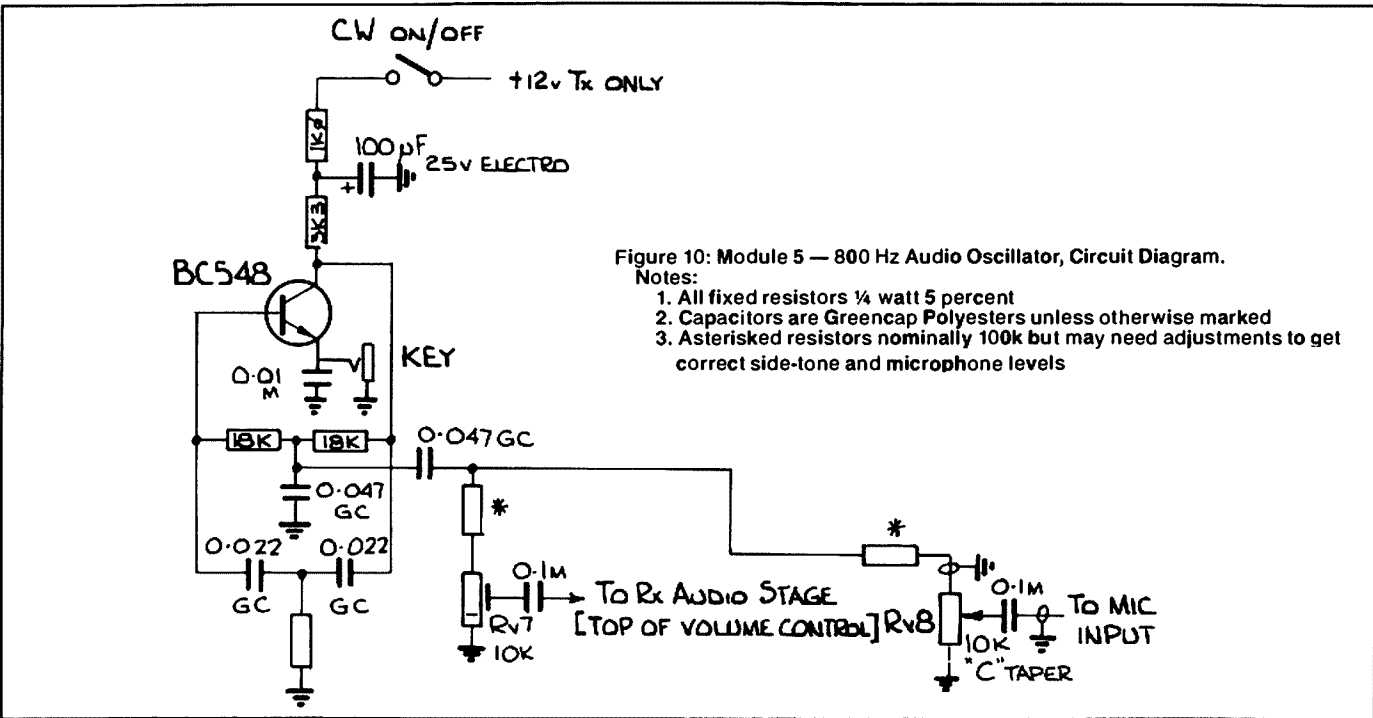 CW ON/OFF
+12v Tx ONLY
1Kø
100µF
25v ELECTRO
+
3K3
BC548
KEY
0.01
M
18K
18K
0.047 GC
0.047
GC
0.022
0.022
GC
GC
*
0.1M
To Rx AUDIO STAGE
[TOP OF VOLUME CONTROL]
Rv7
10K
*
0.1M
Rv8
10K
"C" TAPER
To MIC
INPUT
Figure 10: Module 5 — 800 Hz Audio Oscillator, Circuit Diagram.
Notes:
1. All fixed resistors ¼ watt 5 percent
2. Capacitors are Greencap Polyesters unless otherwise marked
3. Asterisked resistors nominally 100k but may need adjustments to get
correct side-tone and microphone levels